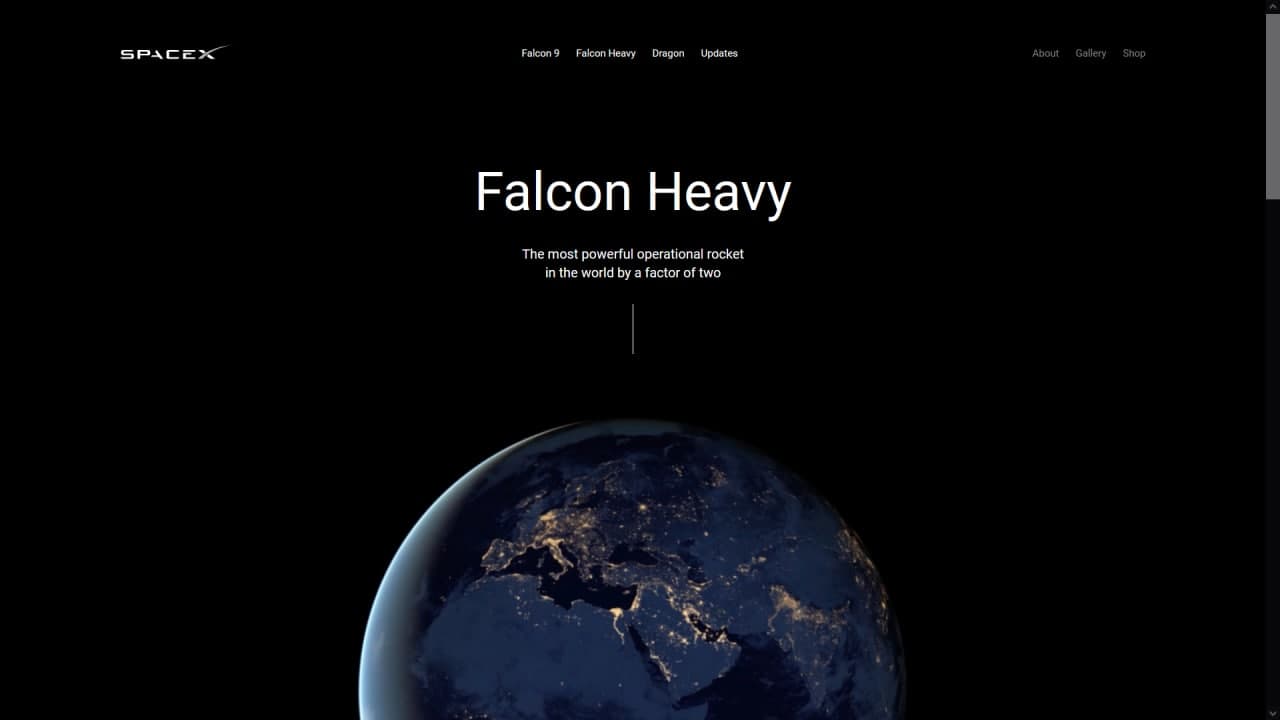 SPACEX
Falcon 9 Falcon Heavy Dragon Updates
About Gallery Shop
Falcon Heavy
The most powerful operational rocket
in the world by a factor of two